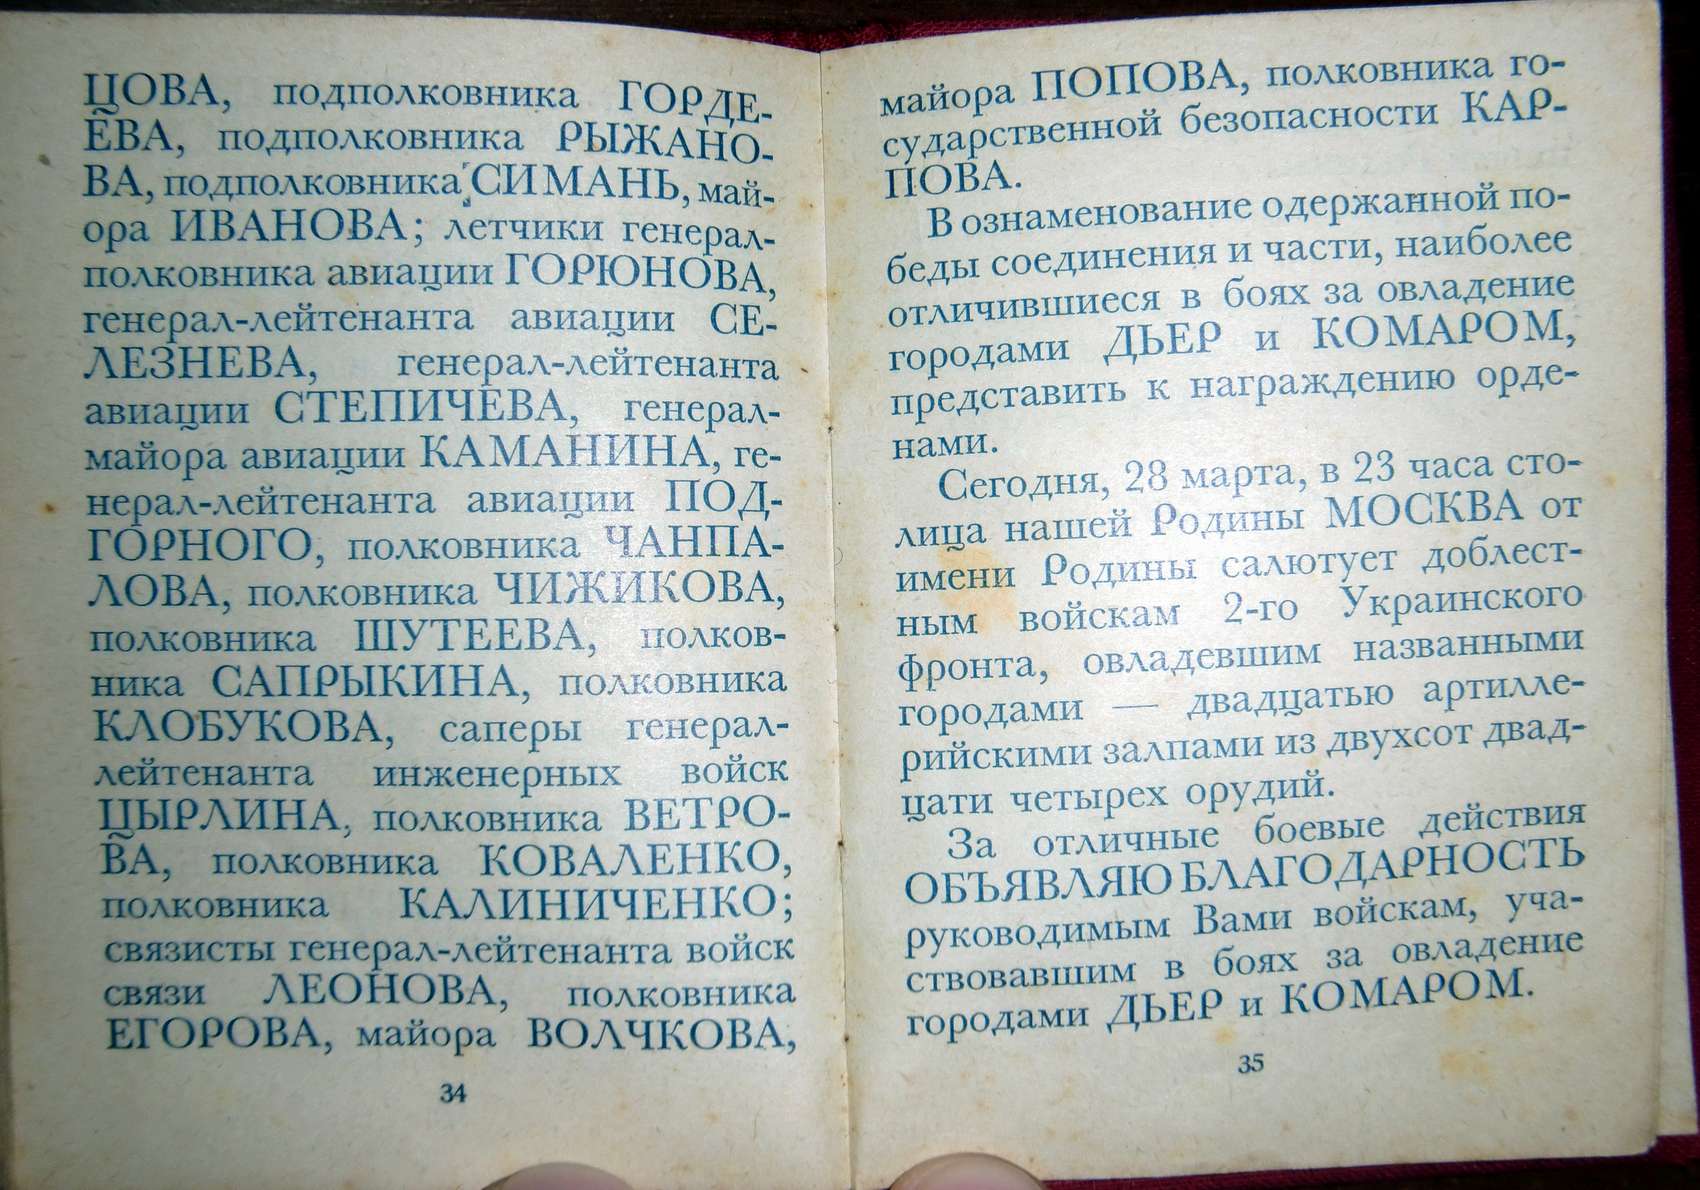 ЦОВА, подполковника ГОРДЕ-
ЕВА, подполковника РЫЖАНО-
ВА, подполковника СИМАНЬ, май-
ора ИВАНОВА; летчики генерал-
полковника авиации ГОРЮНОВА,
генерал-лейтенанта авиации СЕ-
ЛЕЗНЕВА, генерал-лейтенанта
авиации СТЕПИЧЕВА, генерал-
майора авиации КАМАНИНА, ге-
нерал-лейтенанта авиации ПОД-
ГОРНОГО, полковника ЧАНПА-
ЛОВА, полковника ЧИЖИКОВА,
полковника ШУТЕЕВА, полков-
ника САПРЫКИНА, полковника
КЛОБУКОВА, саперы генерал-
лейтенанта инженерных войск
ЦЫРЛИНА, полковника ВЕТРО-
ВА, полковника КОВАЛЕНКО,
полковника КАЛИНИЧЕНКО;
связисты генерал-лейтенанта войск
связи ЛЕОНОВА, полковника
ЕГОРОВА, майора ВОЛЧКОВА,
34
майора ПОПОВА, полковника го-
сударственной безопасности КАР-
ПОВА.
В ознаменование одержанной по-
беды соединения и части, наиболее
отличившиеся в боях за овладение
городами ДЬЕР и КОМАРОМ,
представить к награждению орде-
нами.
Сегодня, 28 марта, в 23 часа сто-
лица нашей Родины МОСКВА от
имени Родины салютует доблест-
ным войскам 2-го Украинского
фронта, овладевшим названными
городами — двадцатью артилле-
рийскими залпами из двухсот двад-
цати четырех орудий.
За отличные боевые действия
ОБЪЯВЛЯЮ БЛАГОДАРНОСТЬ
руководимым Вами войскам, уча-
ствовавшим в боях за овладение
городами ДЬЕР и КОМАРОМ.
35